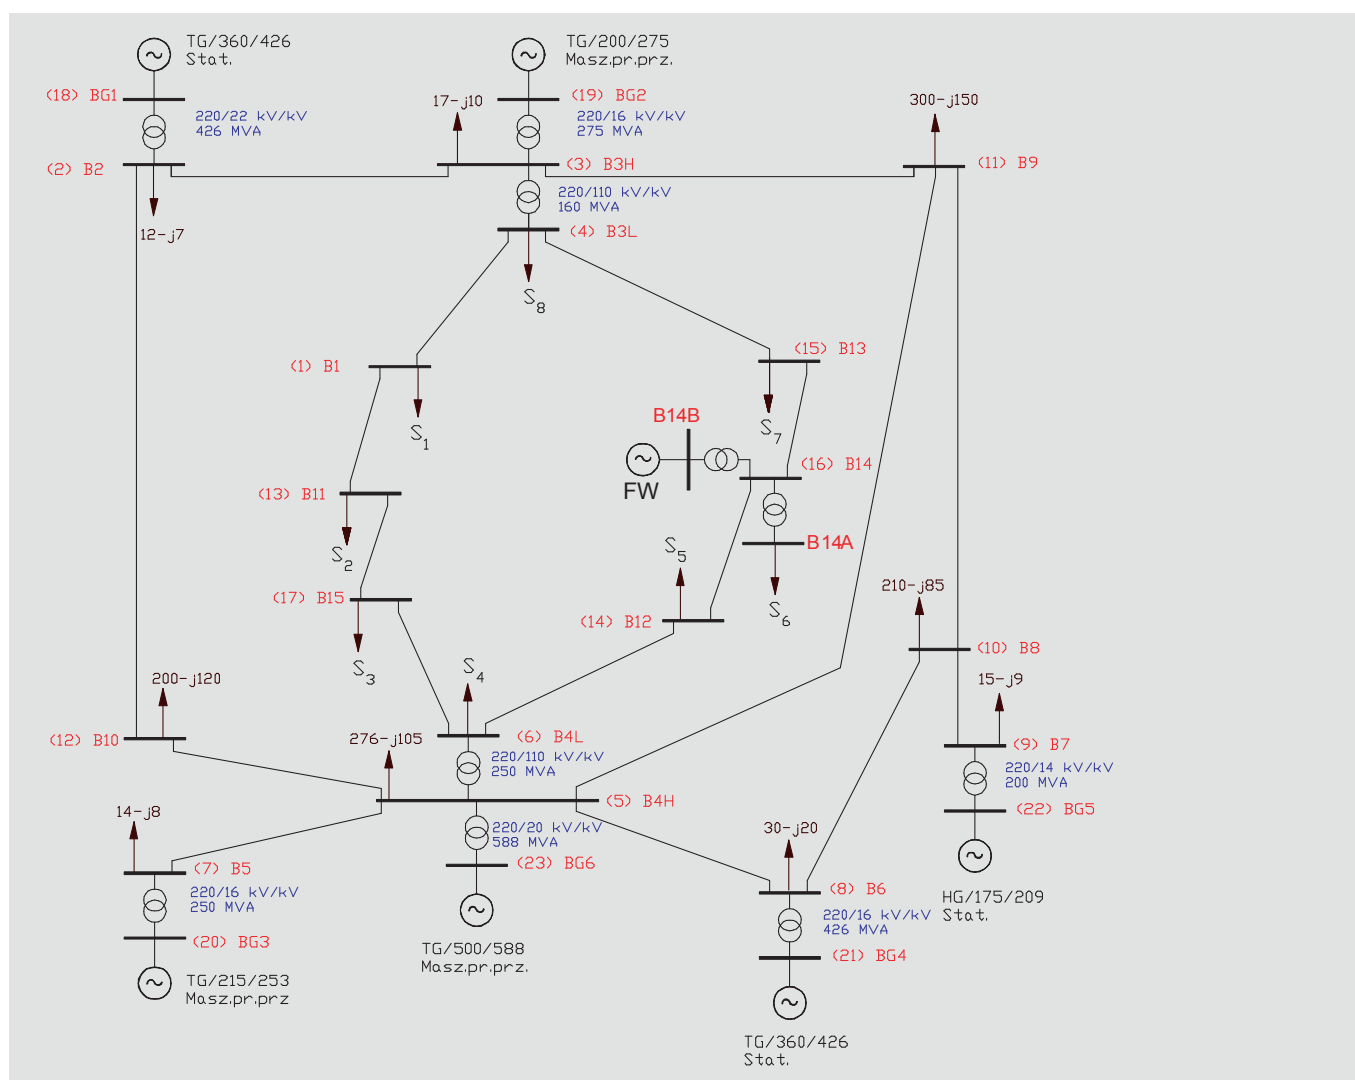 TG/360/426
Stat.
TG/200/275
Masz.pr.prz.
(18) BG1
17-j10
(19) BG2
300-j150
220/22 kV/kV
426 MVA
220/16 kV/kV
275 MVA
(2) B2
(3) B3H
(11) B9
220/110 kV/kV
160 MVA
12-j7
(4) B3L
S8
(15) B13
(1) B1
B14B
S1
S7
(16) B14
FW
(13) B11
S2
S5
B14A
(17) B15
S6
210-j85
(14) B12
S3
S4
(10) B8
200-j120
15-j9
(12) B10
276-j105
(6) B4L
(9) B7
220/110 kV/kV
250 MVA
220/14 kV/kV
200 MVA
(5) B4H
14-j8
(22) BG5
220/20 kV/kV
588 MVA
30-j20
(7) B5
(23) BG6
(8) B6
220/16 kV/kV
250 MVA
HG/175/209
Stat.
220/16 kV/kV
426 MVA
(20) BG3
TG/500/588
Masz.pr.prz.
(21) BG4
TG/215/253
Masz.pr.prz
TG/360/426
Stat.